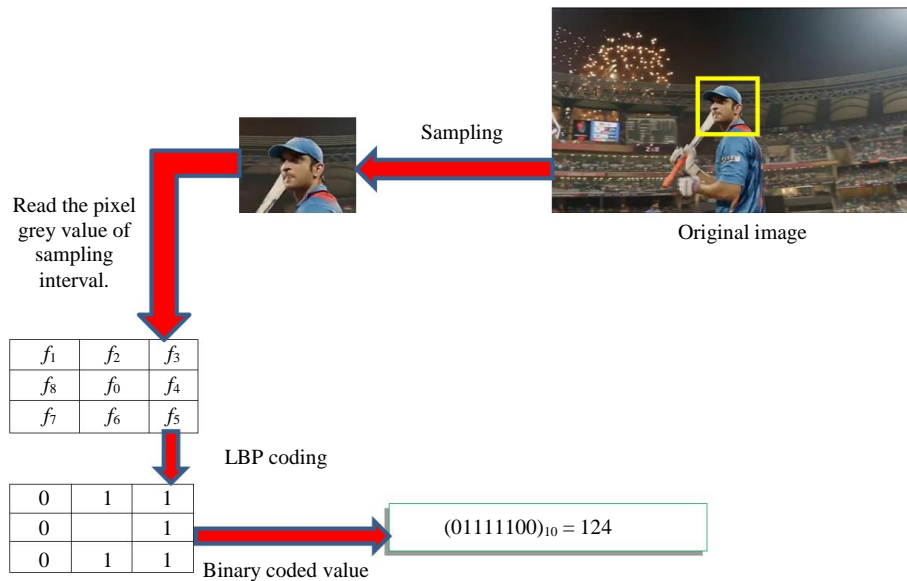 Sampling
Original image
Read the pixel
grey value of
sampling
interval.
f₁ f₂ f₃
f₈ f₀ f₄
f₇ f₆ f₅
LBP coding
0 1 1
0 1
0 1 1
(01111100)₁₀ = 124
Binary coded value